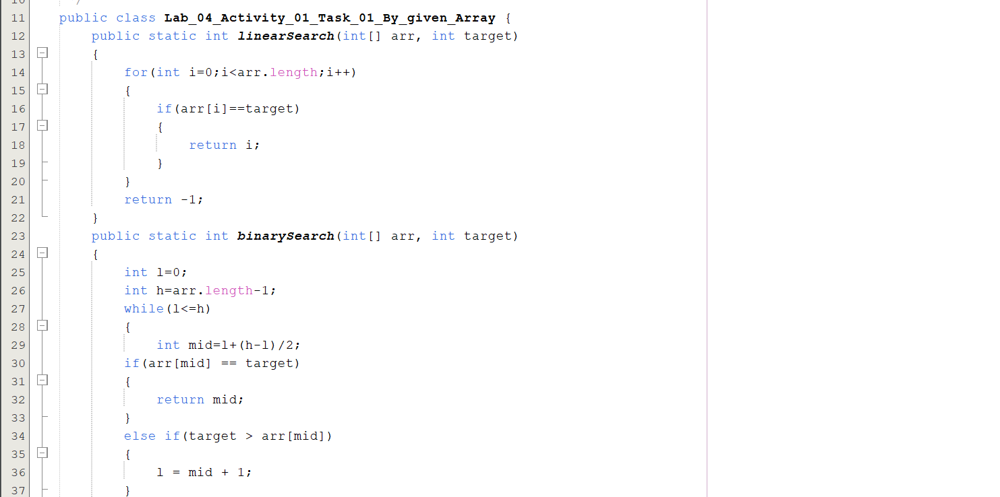 11 public class Lab_04_Activity_01_Task_01_By_given_Array {
12 public static int linearSearch(int[] arr, int target)
13 {
14 for(int i=0;i<arr.length;i++)
15 {
16 if(arr[i]==target)
17 {
18 return i;
19 }
20 }
21 return -1;
22 }
23 public static int binarySearch(int[] arr, int target)
24 {
25 int l=0;
26 int h=arr.length-1;
27 while(l<=h)
28 {
29 int mid=l+(h-l)/2;
30 if(arr[mid] == target)
31 {
32 return mid;
33 }
34 else if(target > arr[mid])
35 {
36 l = mid + 1;
37 }